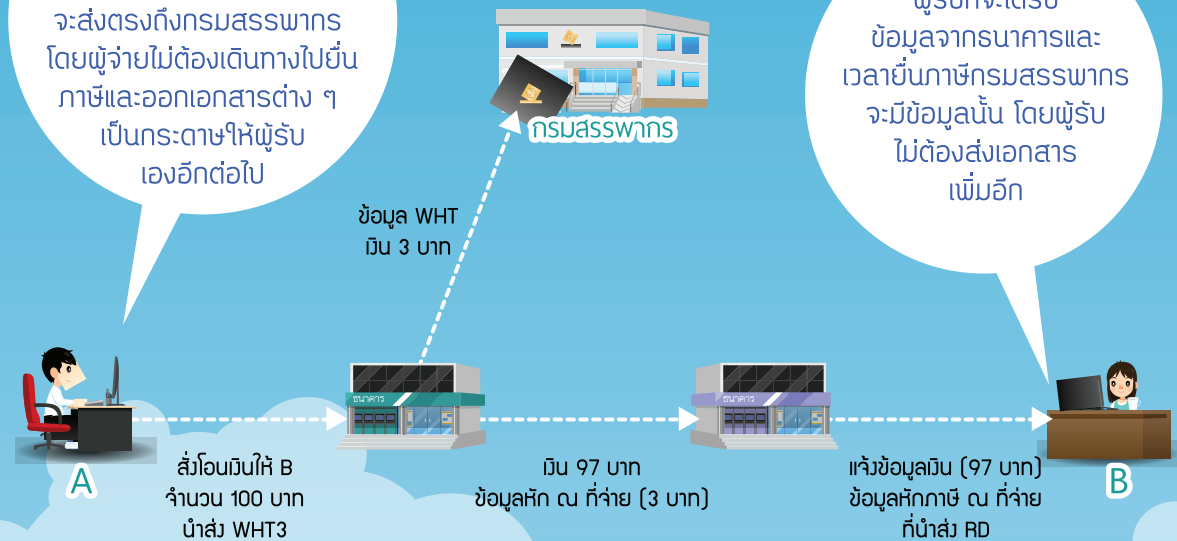 จะส่งตรงถึงกรมสรรพากร
โดยผู้จ่ายไม่ต้องเดินทางไปยื่น
ภาษีและออกเอกสารต่าง ๆ
เป็นกระดาษให้ผู้รับ
เองอีกต่อไป
ข้อมูลจากธนาคารและ
เวลายื่นภาษีกรมสรรพากร
จะมีข้อมูลนั้น โดยผู้รับ
ไม่ต้องส่งเอกสาร
เพิ่มอีก
กรมสรรพากร
ข้อมูล WHT
เงิน 3 บาท
ธนาคาร
ธนาคาร
A
สั่งโอนเงินให้ B
จำนวน 100 บาท
นำส่ง WHT3
เงิน 97 บาท
ข้อมูลหัก ณ ที่จ่าย (3 บาท)
แจ้งข้อมูลเงิน (97 บาท)
ข้อมูลหักภาษี ณ ที่จ่าย
ที่นำส่ง RD
B